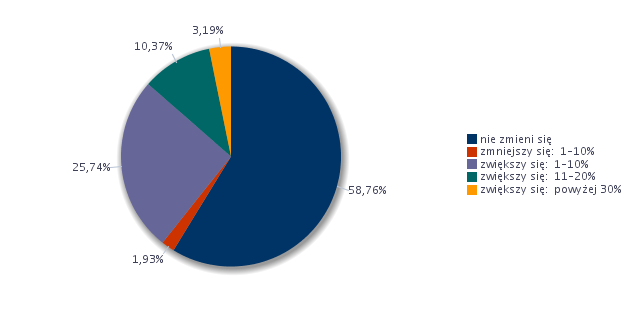 3,19%
10,37%
25,74%
58,76%
1,93%
nie zmieni się
zmniejszy się: 1-10%
zwiększy się: 1-10%
zwiększy się: 11-20%
zwiększy się: powyżej 30%